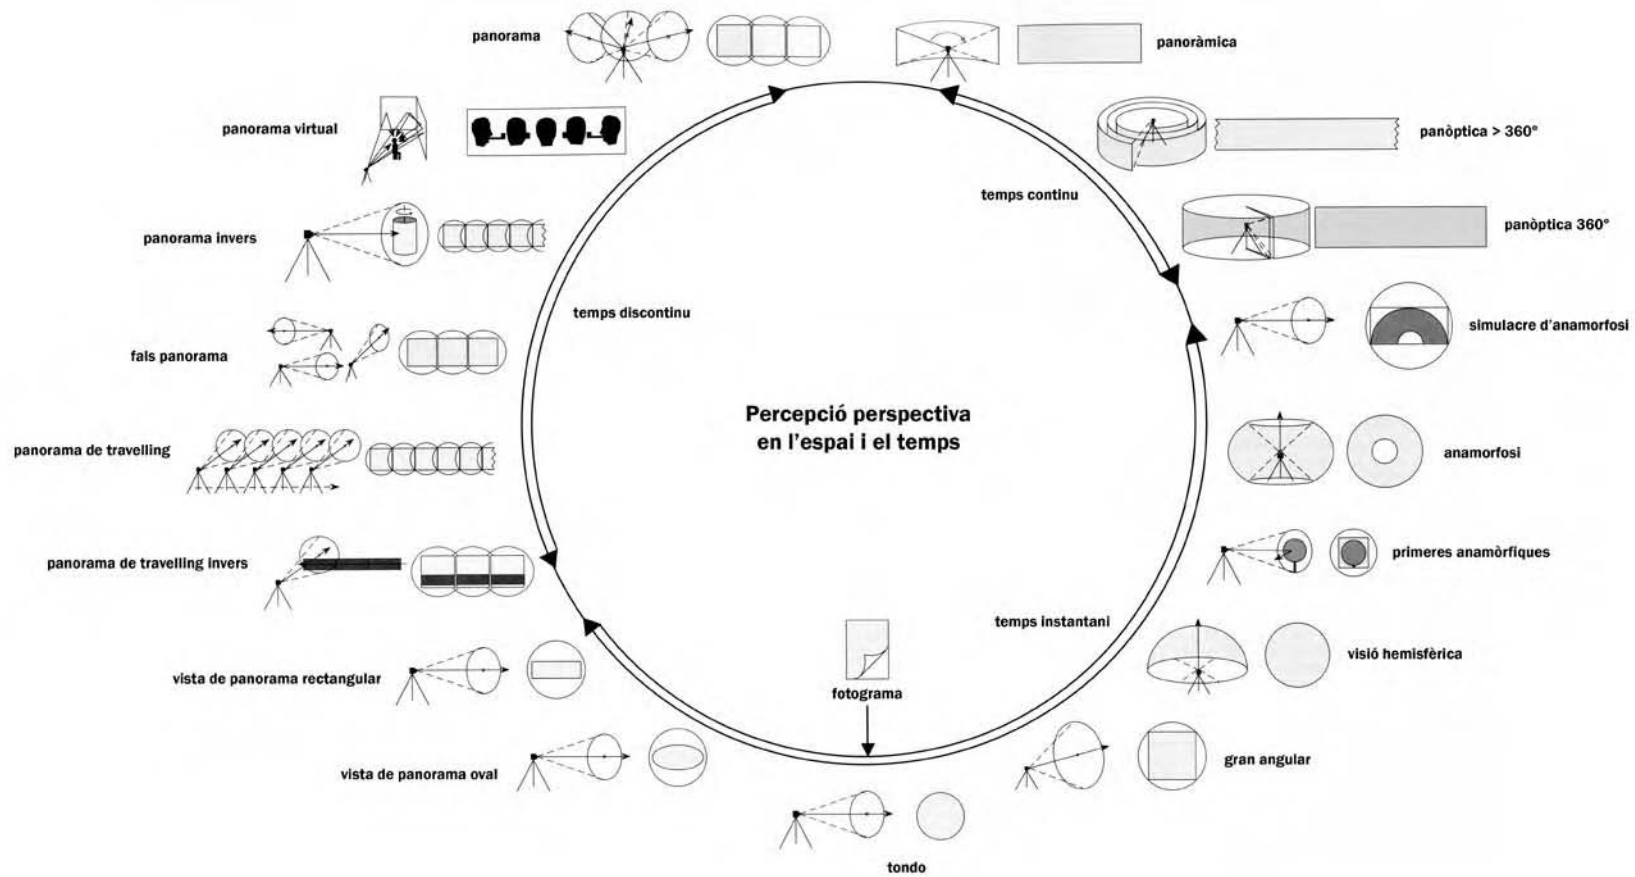 panorama
panoràmica
panorama virtual
panòptica > 360°
temps continu
panorama invers
panòptica 360°
temps discontinu
simulacre d'anamorfosi
fals panorama
Percepció perspectiva
en l'espai i el temps
panorama de travelling
anamorfosi
panorama de travelling invers
primeres anamòrfiques
temps instantani
visió hemisfèrica
vista de panorama rectangular
fotograma
vista de panorama oval
gran angular
tondo